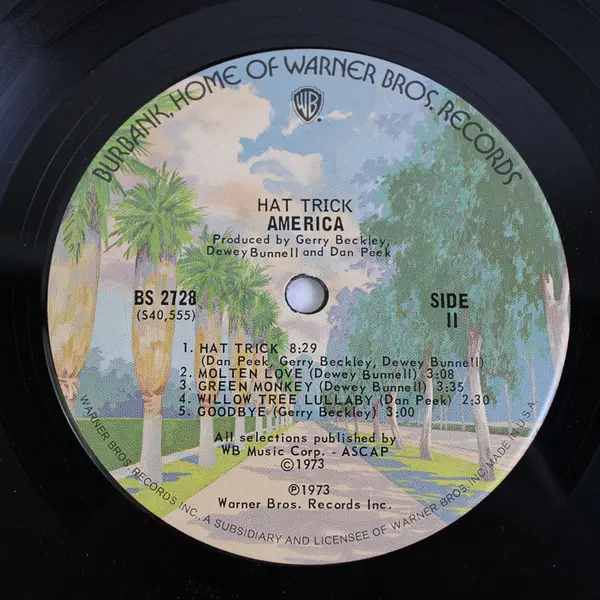 BURBANK, HOME OF WARNER BROS. RECORDS
WB
HAT TRICK
AMERICA
Produced by Gerry Beckley,
Dewey Bunnell and Dan Peek
BS 2728
(S40,555)
SIDE
II
1. HAT TRICK 8:29
(Dan Peek, Gerry Beckley, Dewey Bunnell)
2. MOLTEN LOVE (Dewey Bunnell) 3:08
3. GREEN MONKEY (Dewey Bunnell) 3:35
4. WILLOW TREE LULLABY (Dan Peek) 2:30
5. GOODBYE (Gerry Beckley) 3:00
All selections published by
WB Music Corp. - ASCAP
©1973
℗1973
Warner Bros. Records Inc.
WARNER BROS. RECORDS INC., A SUBSIDIARY AND LICENSEE OF WARNER BROS. INC. MADE IN U.S.A.